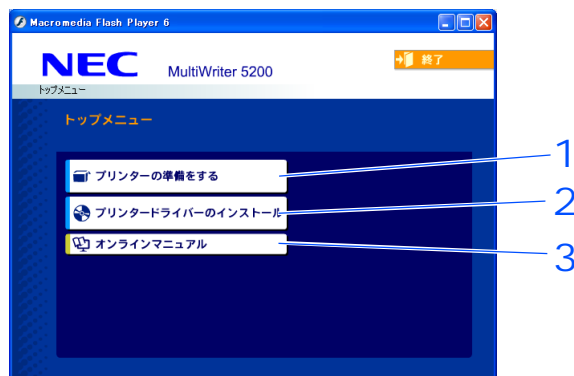 Macromedia Flash Player 6
NEC
MultiWriter 5200
終了
トップメニュー
トップメニュー
プリンターの準備をする
1
プリンタードライバーのインストール
2
オンラインマニュアル
3